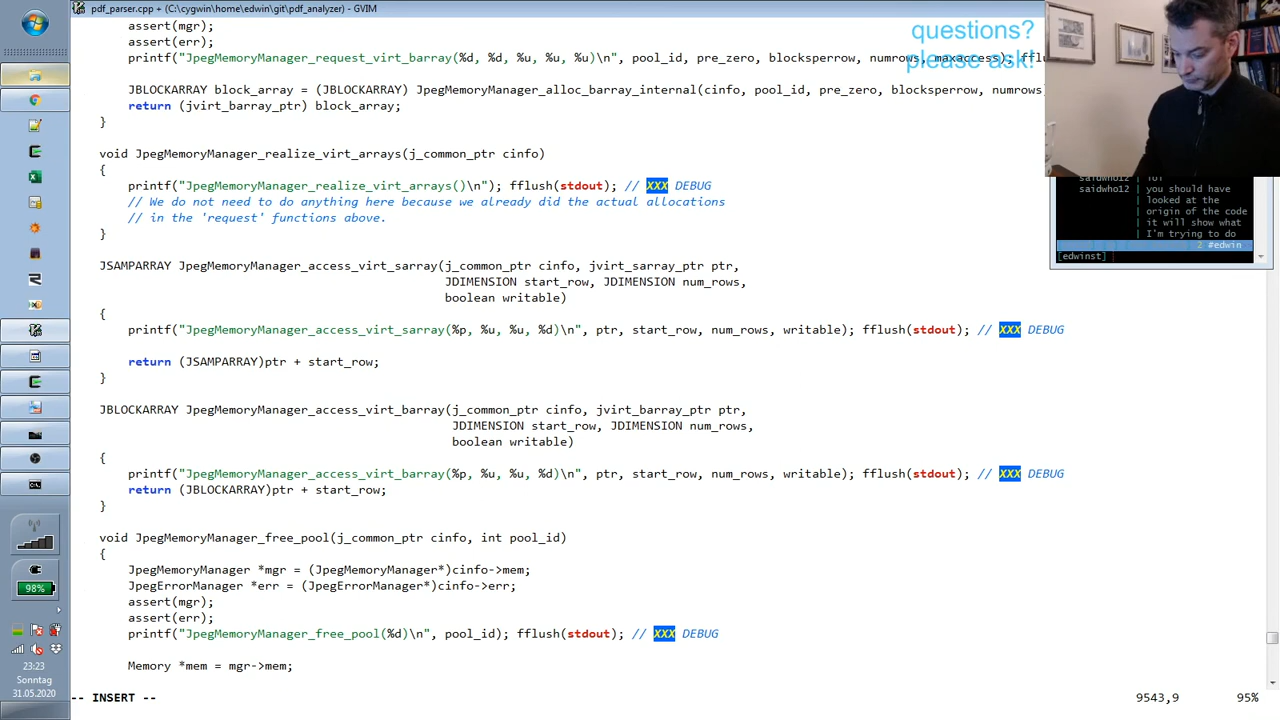 pdf_parser.cpp + (C:\cygwin\home\edwin\git\pdf_analyzer) - GVIM
assert(mgr);
assert(err);
printf("JpegMemoryManager_request_virt_barray(%d, %d, %u, %u, %u)\n", pool_id, pre_zero, blocksperrow, numrows, maxaccess); fflu
JBLOCKARRAY block_array = (JBLOCKARRAY) JpegMemoryManager_alloc_barray_internal(cinfo, pool_id, pre_zero, blocksperrow, numrows
return (jvirt_barray_ptr) block_array;
}
void JpegMemoryManager_realize_virt_arrays(j_common_ptr cinfo)
{
printf("JpegMemoryManager_realize_virt_arrays()\n"); fflush(stdout); // XXX DEBUG
// We do not need to do anything here because we already did the actual allocations
// in the 'request' functions above.
}
JSAMPARRAY JpegMemoryManager_access_virt_sarray(j_common_ptr cinfo, jvirt_sarray_ptr ptr,
JDIMENSION start_row, JDIMENSION num_rows,
boolean writable)
{
printf("JpegMemoryManager_access_virt_sarray(%p, %u, %u, %d)\n", ptr, start_row, num_rows, writable); fflush(stdout); // XXX DEBUG
return (JSAMPARRAY)ptr + start_row;
}
JBLOCKARRAY JpegMemoryManager_access_virt_barray(j_common_ptr cinfo, jvirt_barray_ptr ptr,
JDIMENSION start_row, JDIMENSION num_rows,
boolean writable)
{
printf("JpegMemoryManager_access_virt_barray(%p, %u, %u, %d)\n", ptr, start_row, num_rows, writable); fflush(stdout); // XXX DEBUG
return (JBLOCKARRAY)ptr + start_row;
}
void JpegMemoryManager_free_pool(j_common_ptr cinfo, int pool_id)
{
JpegMemoryManager *mgr = (JpegMemoryManager*)cinfo->mem;
JpegErrorManager *err = (JpegErrorManager*)cinfo->err;
assert(mgr);
assert(err);
printf("JpegMemoryManager_free_pool(%d)\n", pool_id); fflush(stdout); // XXX DEBUG
Memory *mem = mgr->mem;
-- INSERT --
9543,9
95%
questions?
please ask!
saidwho12 | lol
saidwho12 | you should have
| looked at the
| origin of the code
| it will show what
| I'm trying to do
2 #edwin
[edwinst]
98%
23:23
Sonntag
31.05.2020